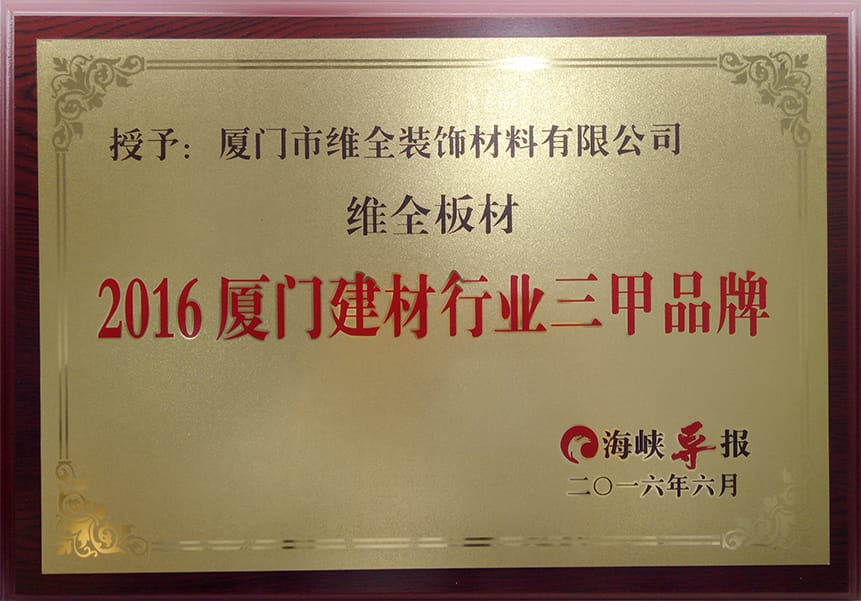 授予：厦门市维全装饰材料有限公司
维全板材
2016厦门建材行业三甲品牌
海峡导报
二〇一六年六月